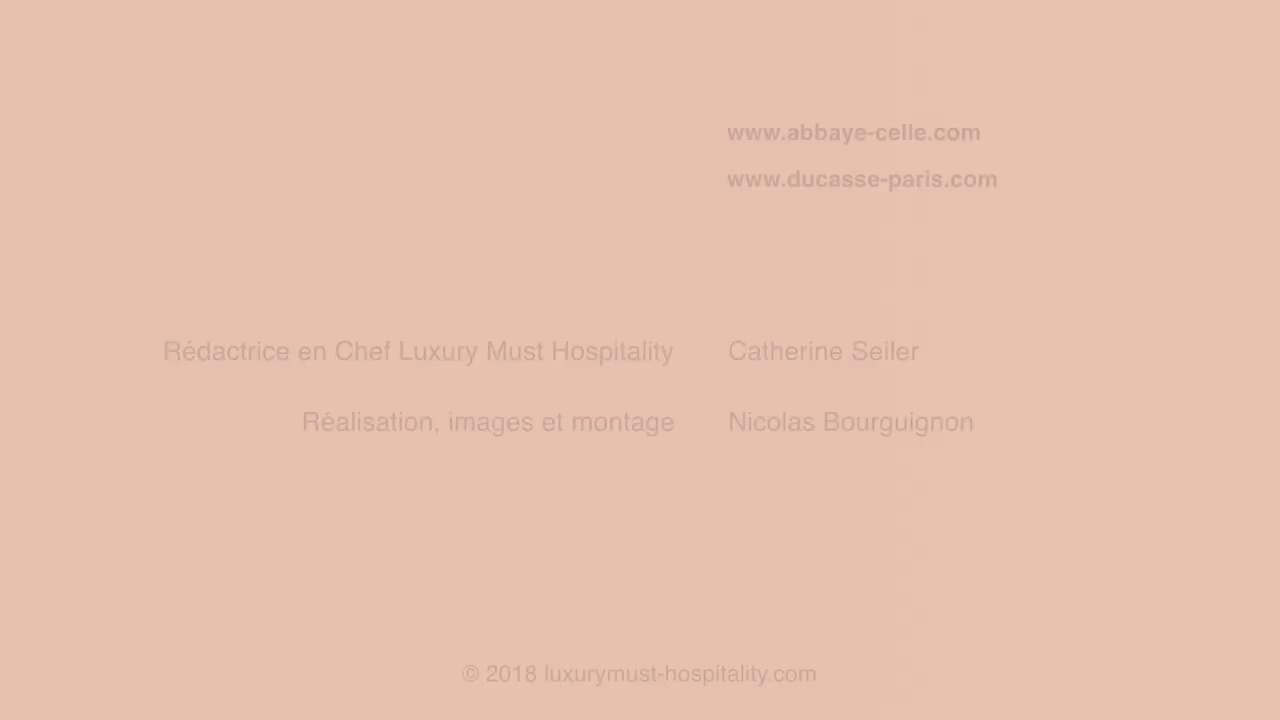 www.abbaye-celle.com
www.ducasse-paris.com
Rédactrice en Chef Luxury Must Hospitality Catherine Seiler
Réalisation, images et montage Nicolas Bourguignon
© 2018 luxurymust-hospitality.com